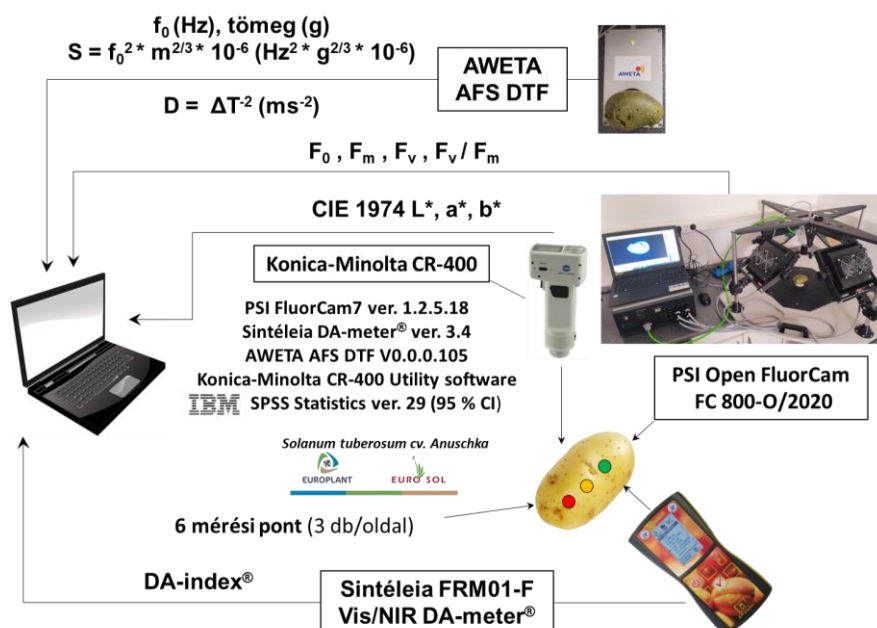 f₀ (Hz), tömeg (g)
S = f₀² * m²ᐟ³ * 10⁻⁶ (Hz² * g²ᐟ³ * 10⁻⁶)
AWETA
AFS DTF
AWETA
D = ΔT⁻² (ms⁻²)
F₀ , Fₘ , Fᵥ, Fᵥ / Fₘ
CIE 1974 L*, a*, b*
Konica-Minolta CR-400
PSI FluorCam7 ver. 1.2.5.18
Sintéleia DA-meter® ver. 3.4
AWETA AFS DTF V0.0.0.105
Konica-Minolta CR-400 Utility software
IBM SPSS Statistics ver. 29 (95 % CI)
PSI Open FluorCam
FC 800-O/2020
Solanum tuberosum cv. Anuschka
EUROPLANT EURO SOL
6 mérési pont (3 db/oldal)
DA-index®
Sintéleia FRM01-F
Vis/NIR DA-meter®